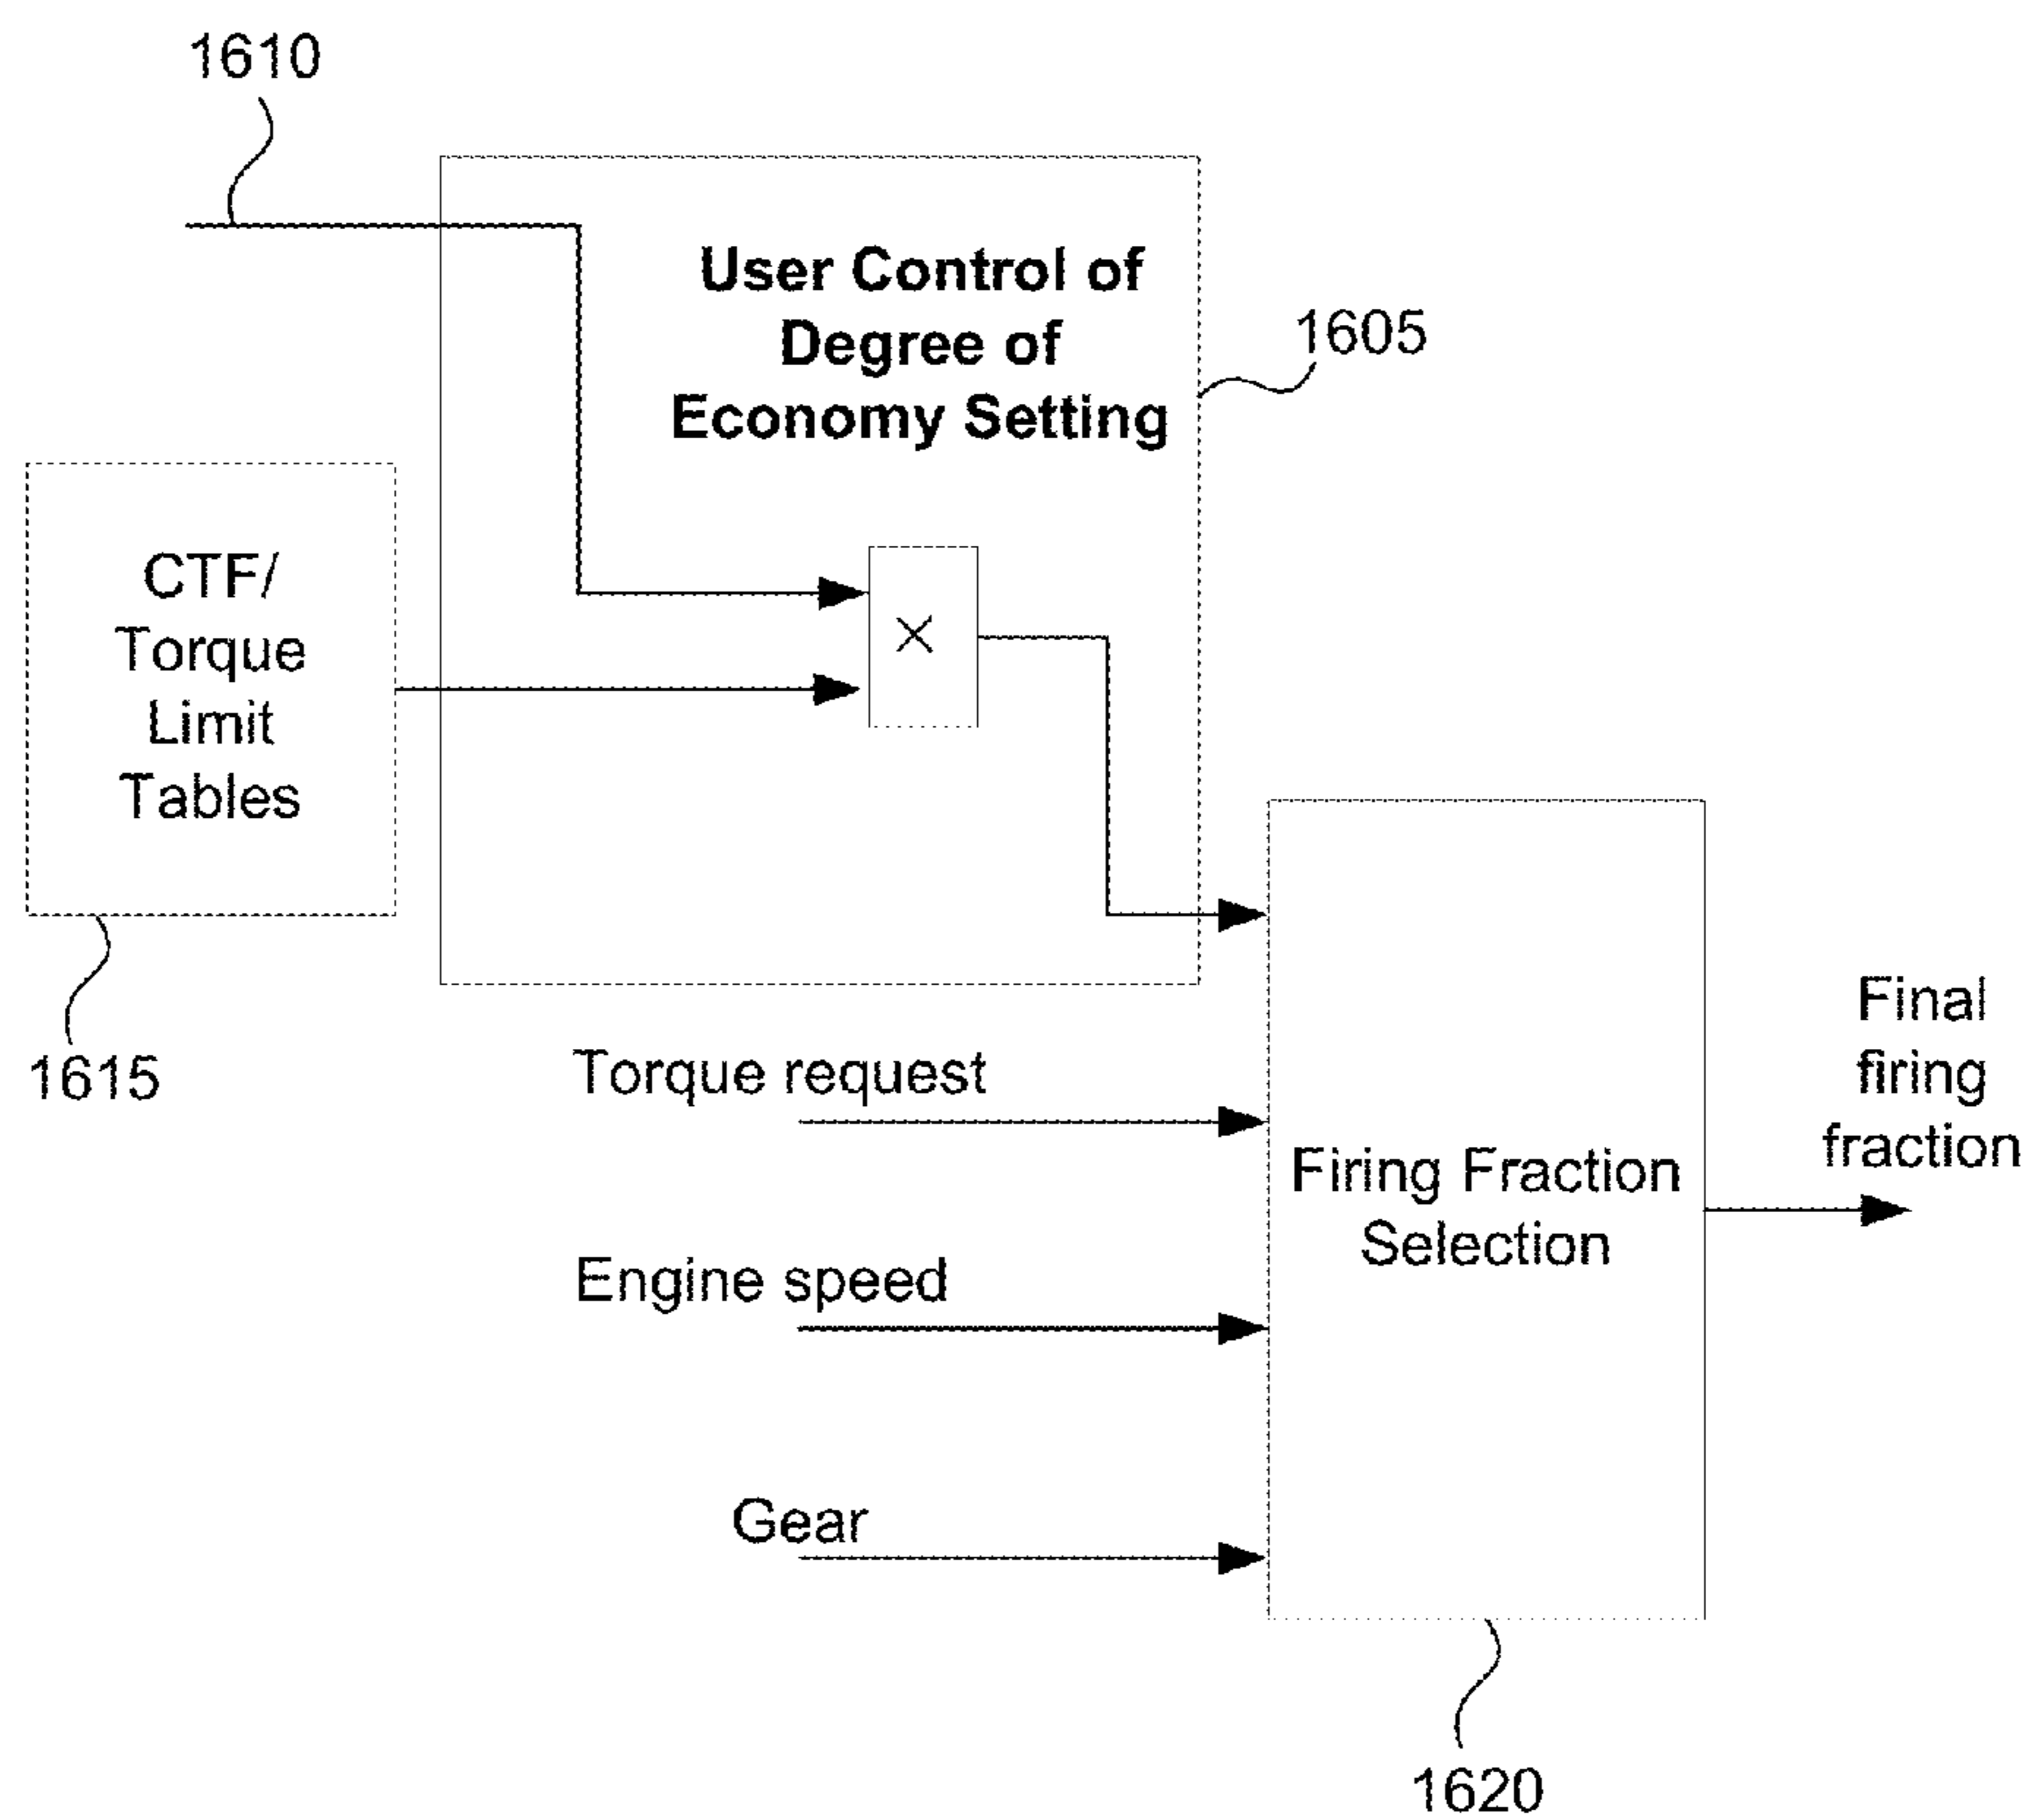 1610
User Control of
Degree of
Economy Setting
1605
CTF/
Torque
Limit
Tables
×
1615
Torque request
Engine speed
Gear
Firing Fraction
Selection
Final
firing
fraction
1620